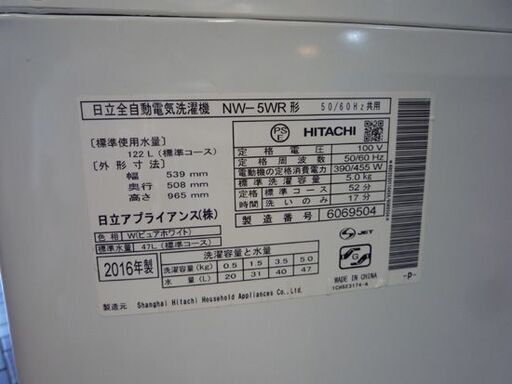 日立全自動電気洗濯機 NW-5WR形 50/60Hz共用
[標準使用水量]
122L(標準コース)
[外形寸法]
幅 539 mm
奥行 508 mm
高さ 965 mm
日立アプライアンス(株)
色相 W(ピュアホワイト)
標準水量 47L(標準コース)
PS
E
HITACHI
定格電圧 100 V
定格周波数 50/60 Hz
電動機の定格消費電力 390/455 W
標準洗濯容量 5.0kg
定格 標準コース 52分
時間 洗いのみ 17分
製造番号 6069504
2016年製
洗濯容量と水量
洗濯容量(kg) 0.5 1.5 3.5 5.0
水量(L) 20 31 40 47
JET
G
MADE IN CHINA
-P-
製造元 Shanghai Hitachi Household Appliances Co.,Ltd.